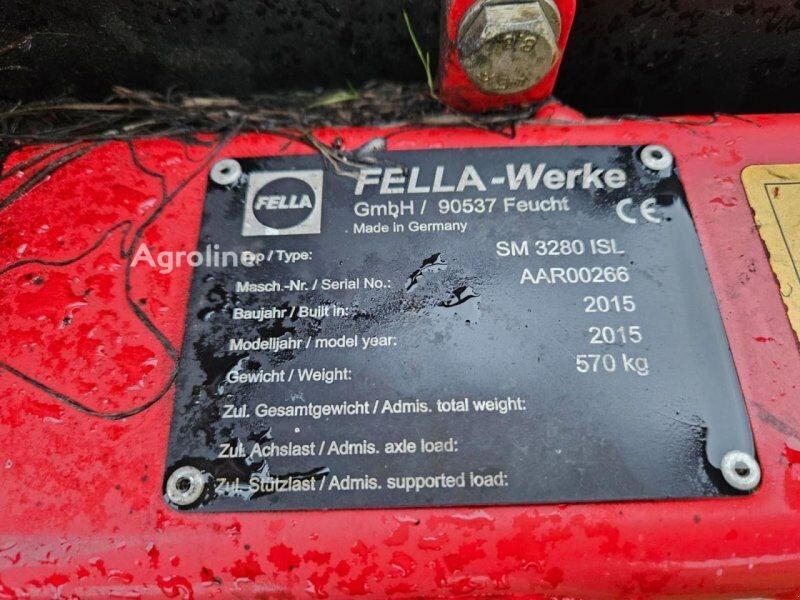 FELLA
FELLA-Werke
GmbH / 90537 Feucht
Made in Germany
CE
Typ / Type: SM 3280 ISL
Masch.-Nr. / Serial No.: AAR00266
Baujahr / Built in: 2015
Modelljahr / model year: 2015
Gewicht / Weight: 570 kg
Zul. Gesamtgewicht / Admis. total weight:
Zul. Achslast / Admis. axle load:
Zul. Stützlast / Admis. supported load:
Agroline
Agroline